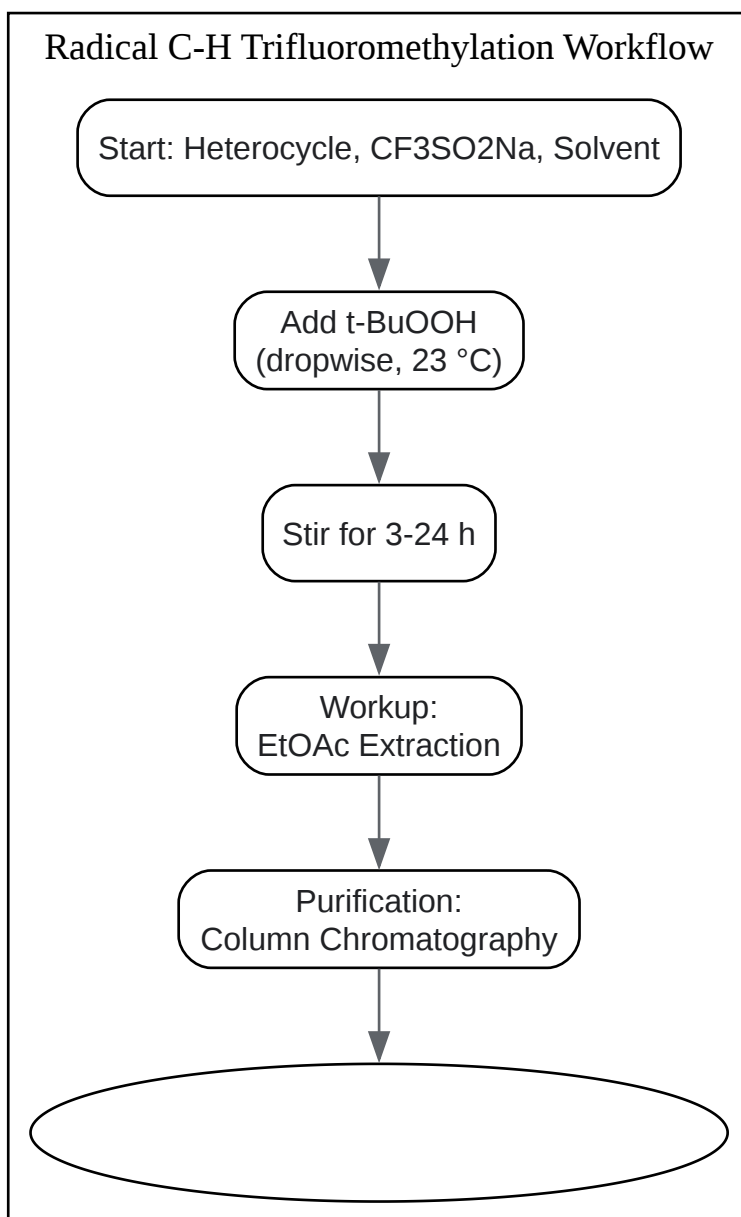 Radical C-H Trifluoromethylation Workflow
Start: Heterocycle, CF3SO2Na, Solvent
Add t-BuOOH
(dropwise, 23 °C)
Stir for 3-24 h
Workup:
EtOAc Extraction
Purification:
Column Chromatography